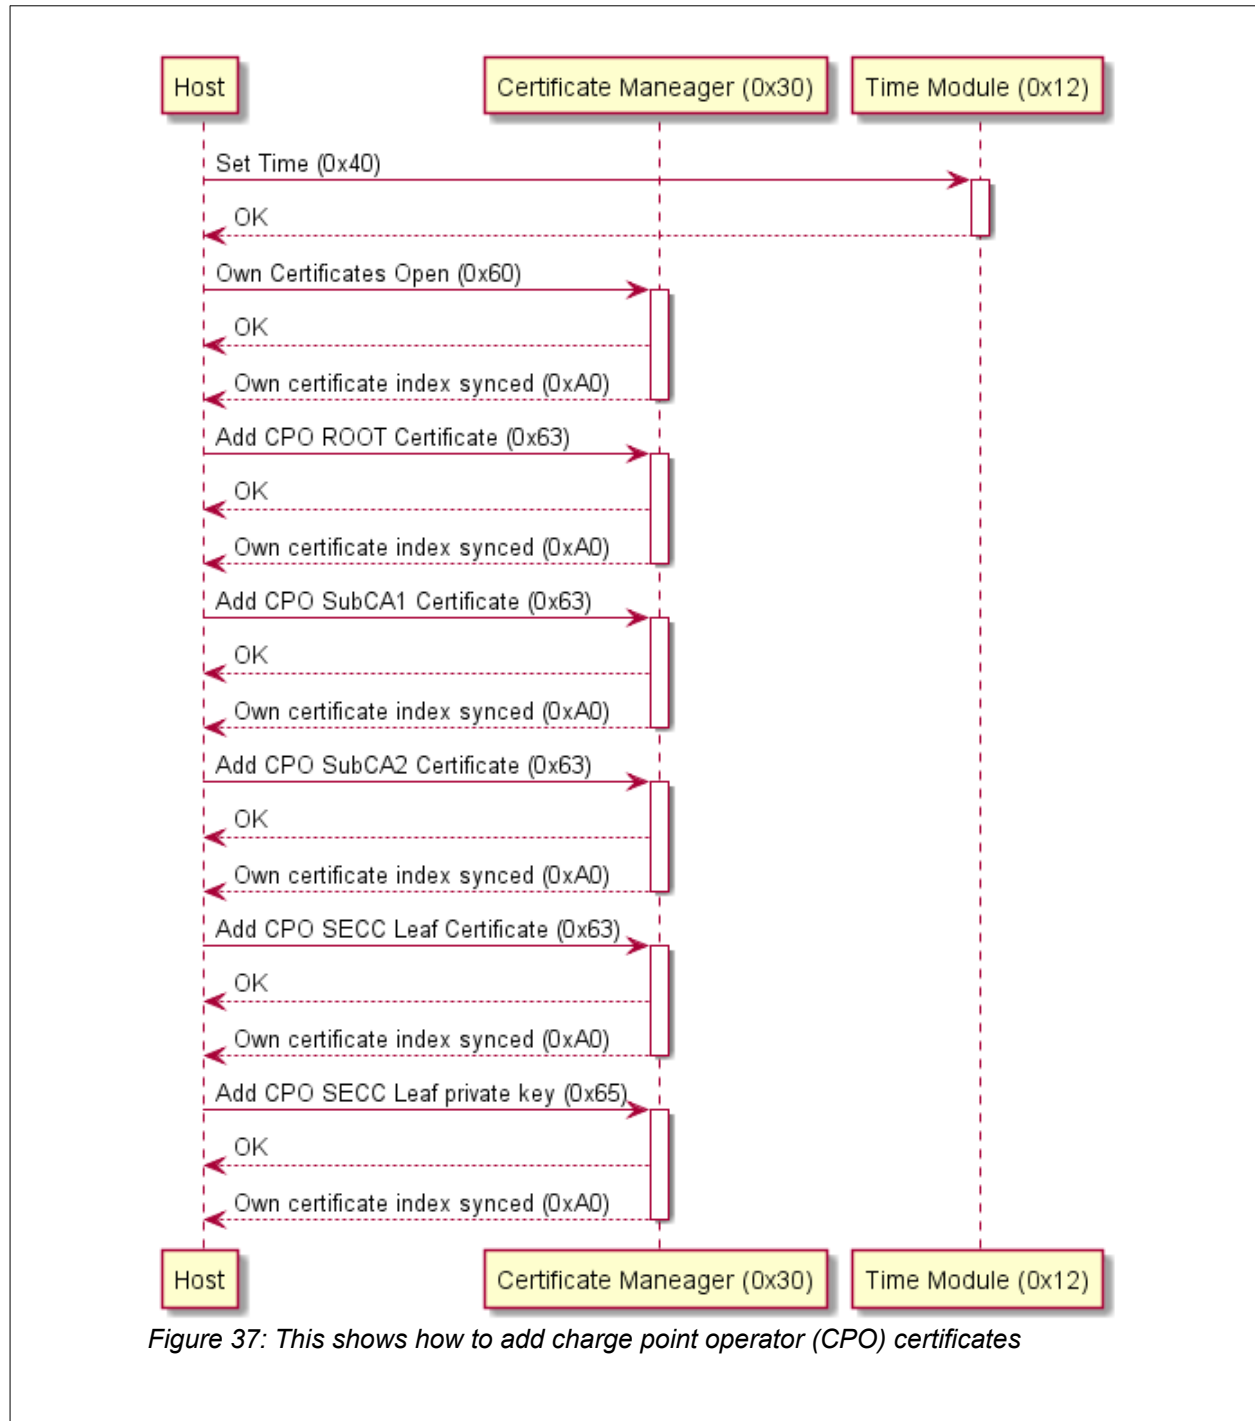 Host
Certificate Maneager (0x30)
Time Module (0x12)
Set Time (0x40)
OK
Own Certificates Open (0x60)
OK
Own certificate index synced (0xA0)
Add CPO ROOT Certificate (0x63)
OK
Own certificate index synced (0xA0)
Add CPO SubCA1 Certificate (0x63)
OK
Own certificate index synced (0xA0)
Add CPO SubCA2 Certificate (0x63)
OK
Own certificate index synced (0xA0)
Add CPO SECC Leaf Certificate (0x63)
OK
Own certificate index synced (0xA0)
Add CPO SECC Leaf private key (0x65)
OK
Own certificate index synced (0xA0)
Host
Certificate Maneager (0x30)
Time Module (0x12)
Figure 37: This shows how to add charge point operator (CPO) certificates